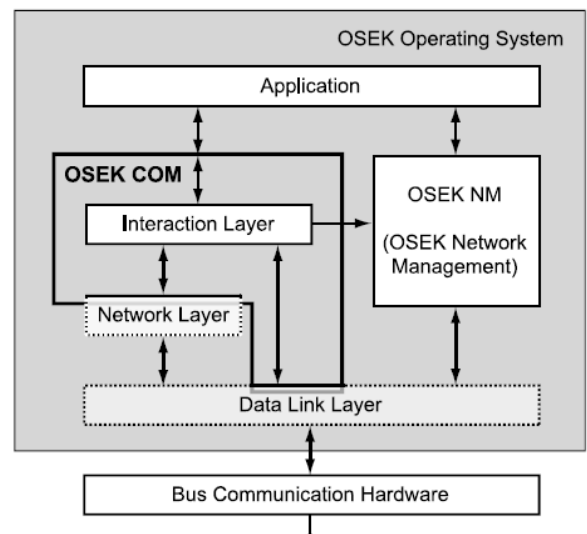 OSEK Operating System
Application
OSEK COM
Interaction Layer
OSEK NM
(OSEK Network
Management)
Network Layer
Data Link Layer
Bus Communication Hardware